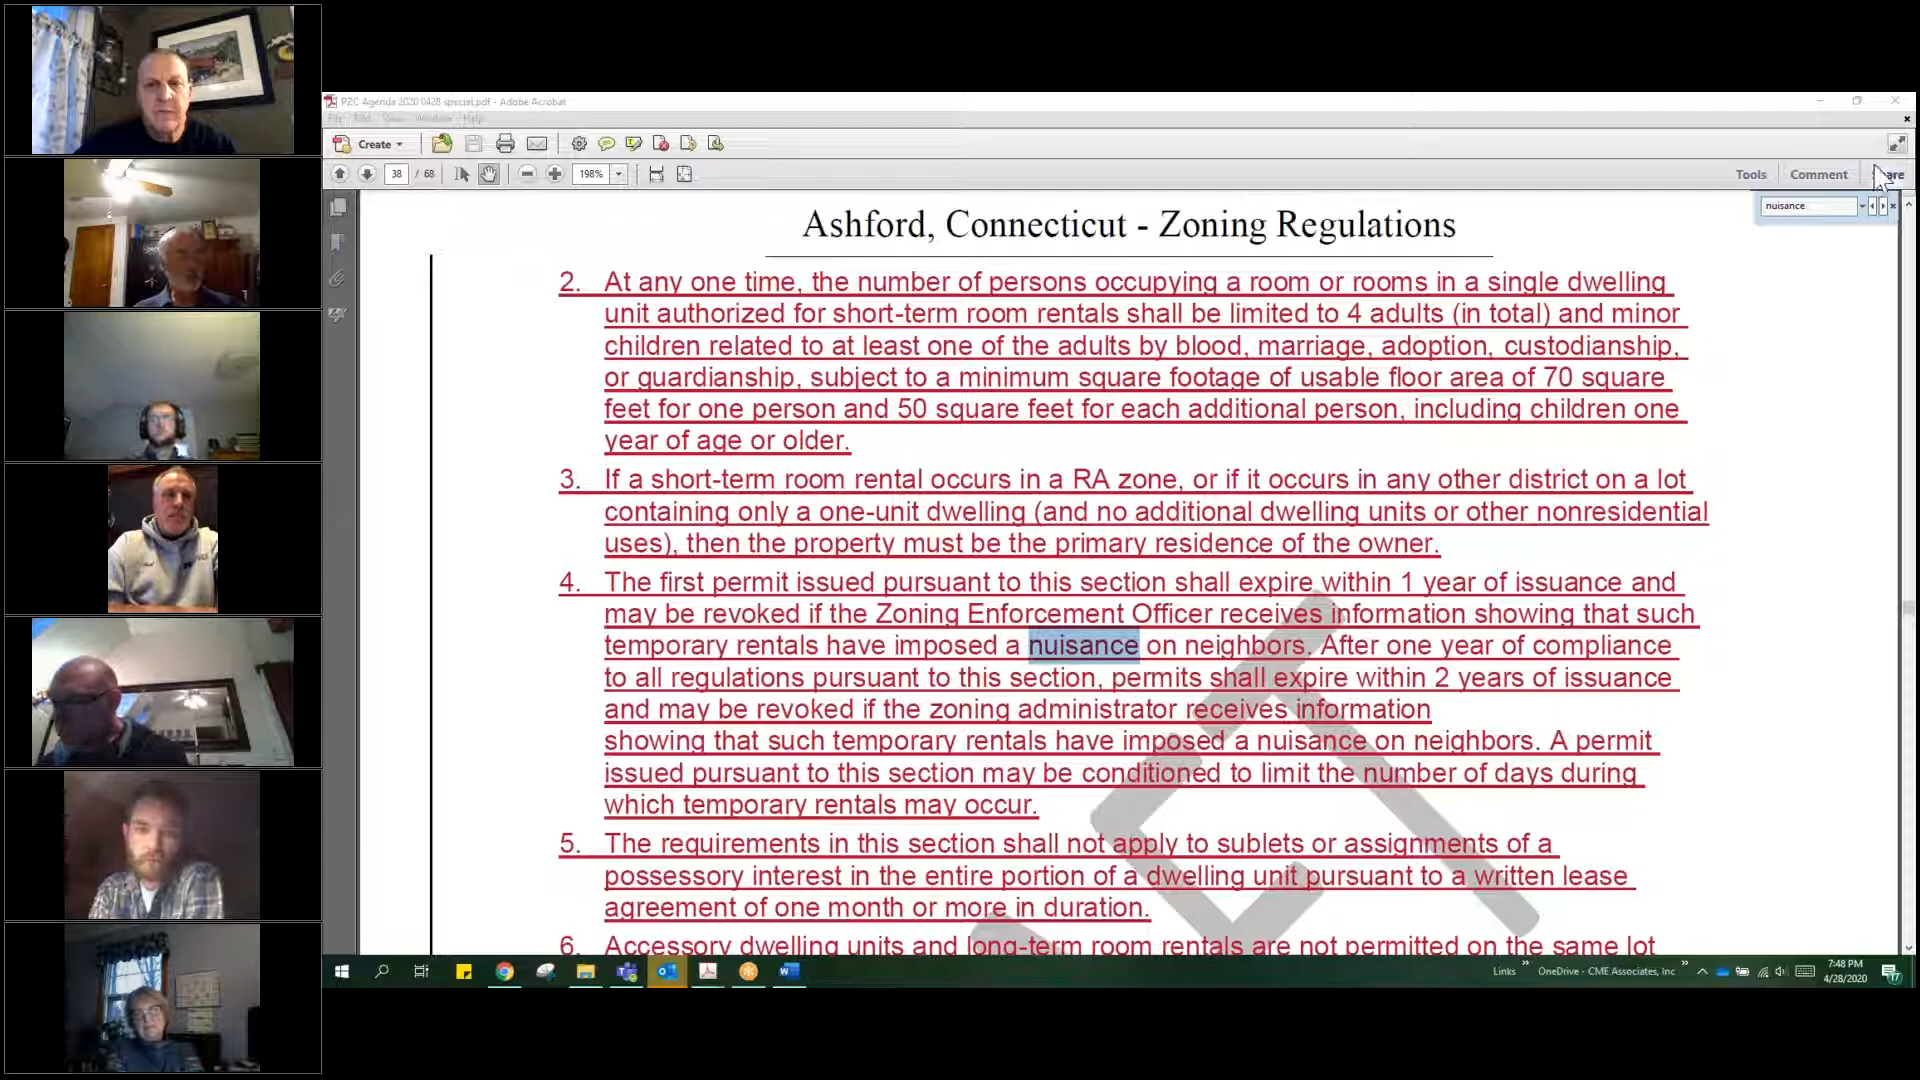 PZC Agenda 2020 0428 special.pdf - Adobe Acrobat
File Edit View Window Help
Create
38 / 68
198%
Tools
Comment
nuisance
Ashford, Connecticut - Zoning Regulations
2. At any one time, the number of persons occupying a room or rooms in a single dwelling
unit authorized for short-term room rentals shall be limited to 4 adults (in total) and minor
children related to at least one of the adults by blood, marriage, adoption, custodianship,
or guardianship, subject to a minimum square footage of usable floor area of 70 square
feet for one person and 50 square feet for each additional person, including children one
year of age or older.
3. If a short-term room rental occurs in a RA zone, or if it occurs in any other district on a lot
containing only a one-unit dwelling (and no additional dwelling units or other nonresidential
uses), then the property must be the primary residence of the owner.
4. The first permit issued pursuant to this section shall expire within 1 year of issuance and
may be revoked if the Zoning Enforcement Officer receives information showing that such
temporary rentals have imposed a nuisance on neighbors. After one year of compliance
to all regulations pursuant to this section, permits shall expire within 2 years of issuance
and may be revoked if the zoning administrator receives information
showing that such temporary rentals have imposed a nuisance on neighbors. A permit
issued pursuant to this section may be conditioned to limit the number of days during
which temporary rentals may occur.
5. The requirements in this section shall not apply to sublets or assignments of a
possessory interest in the entire portion of a dwelling unit pursuant to a written lease
agreement of one month or more in duration.
6. Accessory dwelling units and long-term room rentals are not permitted on the same lot
Links
OneDrive - CME Associates, Inc
7:48 PM
4/28/2020
17